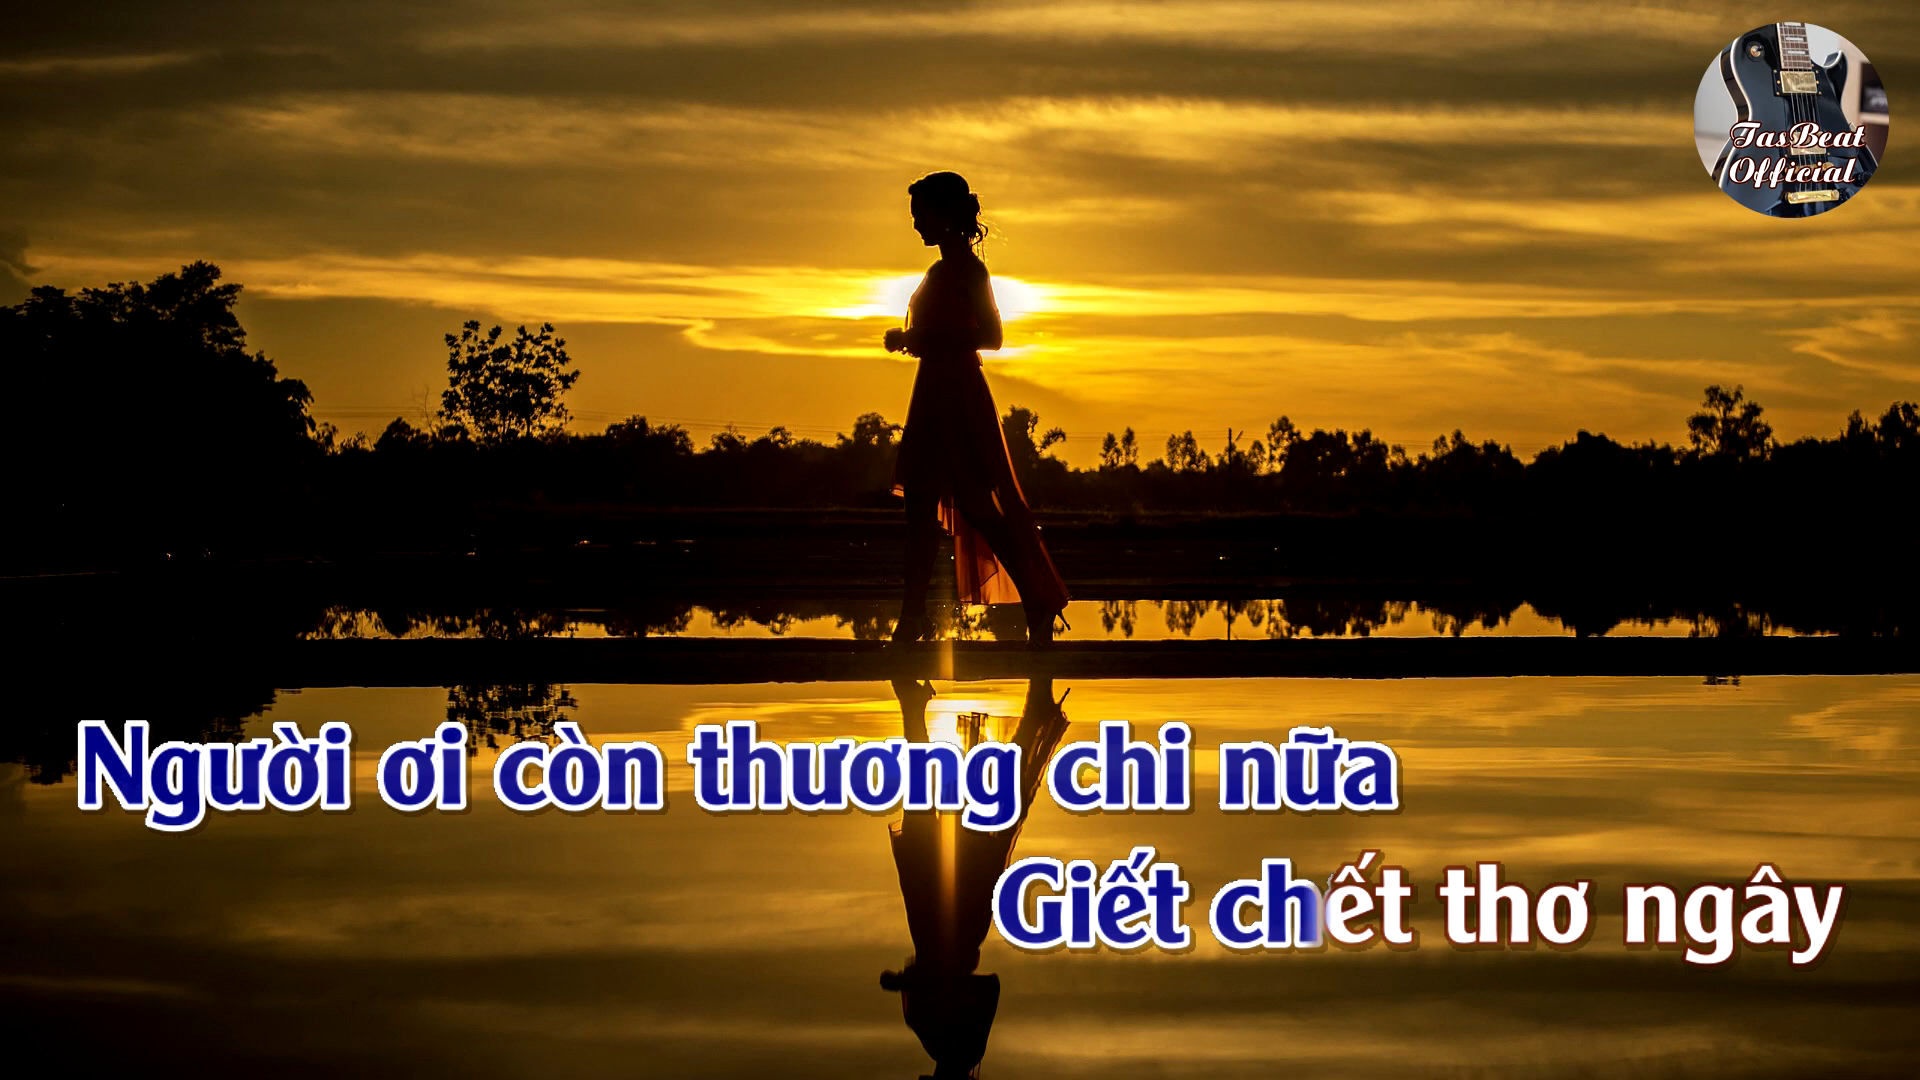 TasBeat
Official
Người ơi còn thương chi nữa
Giết chết thơ ngây